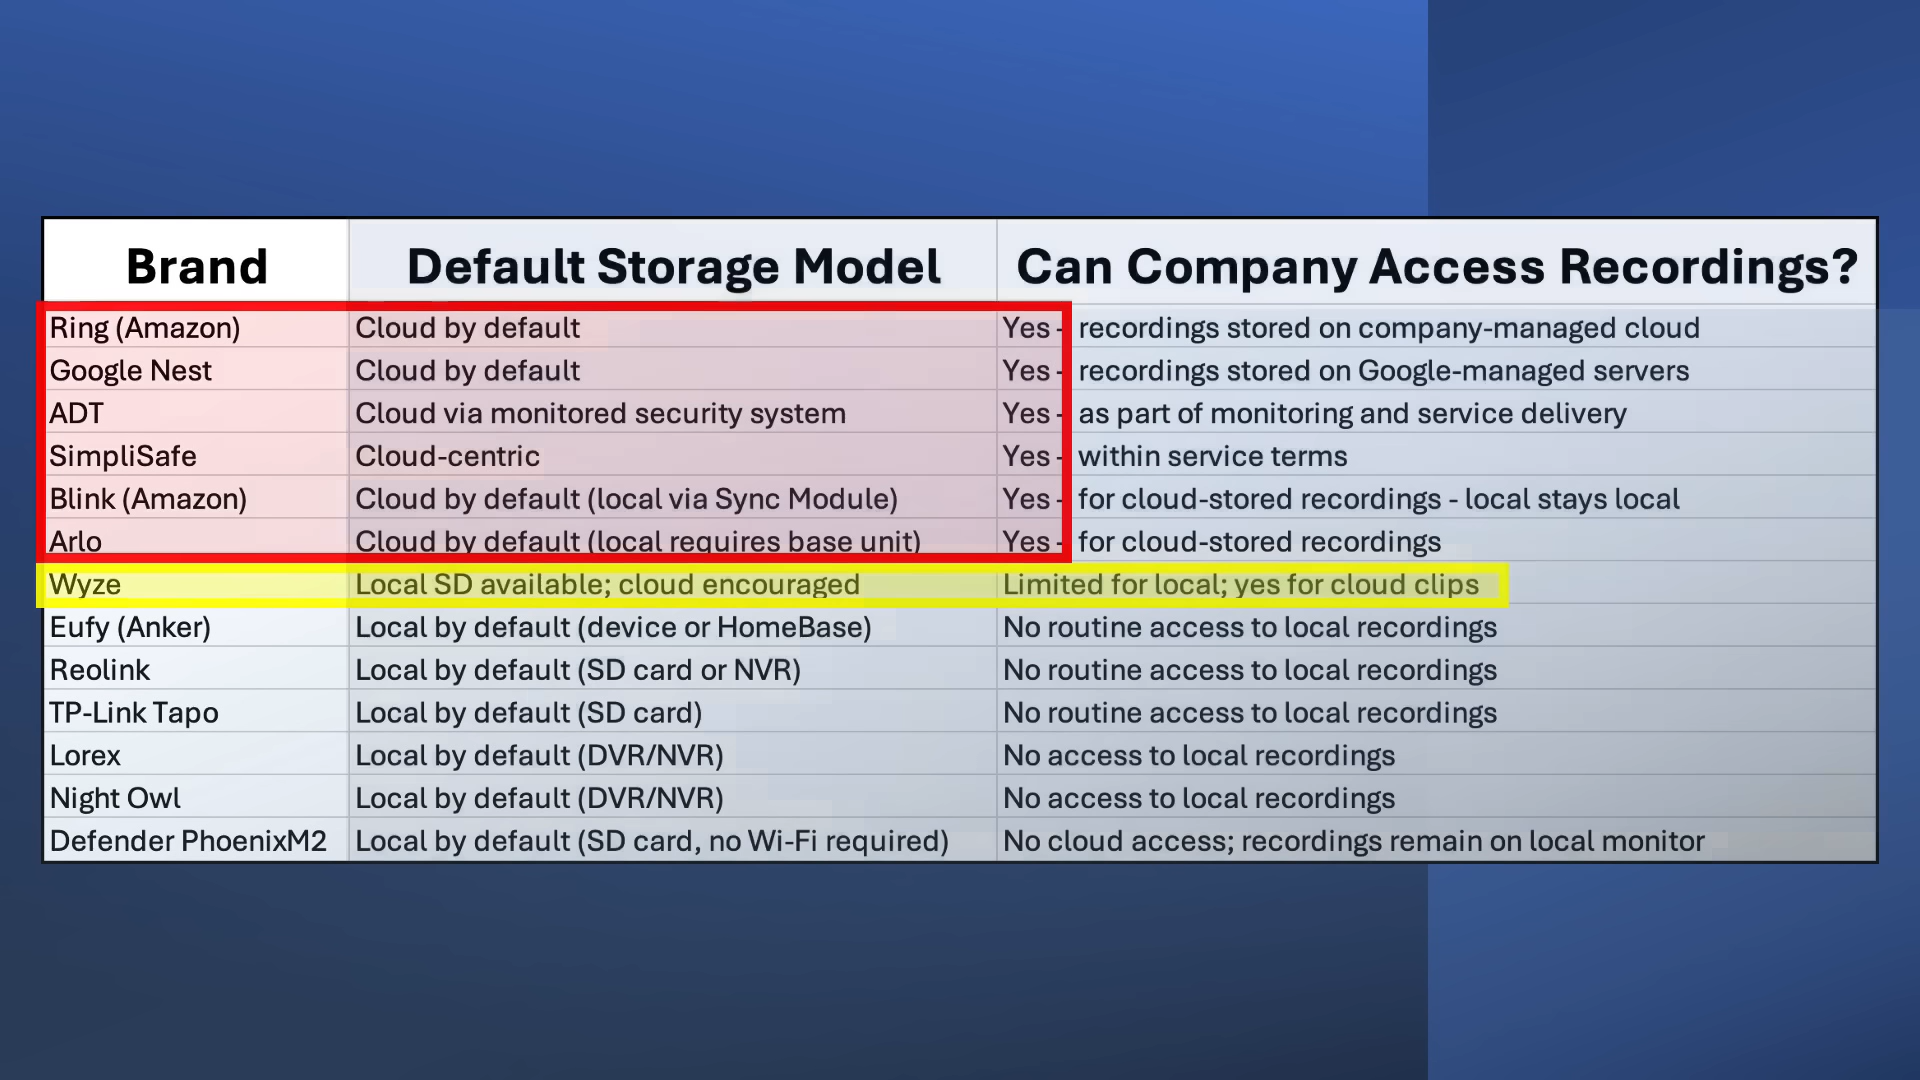 Brand Default Storage Model Can Company Access Recordings?
Ring (Amazon) Cloud by default Yes - recordings stored on company-managed cloud
Google Nest Cloud by default Yes - recordings stored on Google-managed servers
ADT Cloud via monitored security system Yes - as part of monitoring and service delivery
SimpliSafe Cloud-centric Yes - within service terms
Blink (Amazon) Cloud by default (local via Sync Module) Yes - for cloud-stored recordings - local stays local
Arlo Cloud by default (local requires base unit) Yes - for cloud-stored recordings
Wyze Local SD available; cloud encouraged Limited for local; yes for cloud clips
Eufy (Anker) Local by default (device or HomeBase) No routine access to local recordings
Reolink Local by default (SD card or NVR) No routine access to local recordings
TP-Link Tapo Local by default (SD card) No routine access to local recordings
Lorex Local by default (DVR/NVR) No access to local recordings
Night Owl Local by default (DVR/NVR) No access to local recordings
Defender PhoenixM2 Local by default (SD card, no Wi-Fi required) No cloud access; recordings remain on local monitor